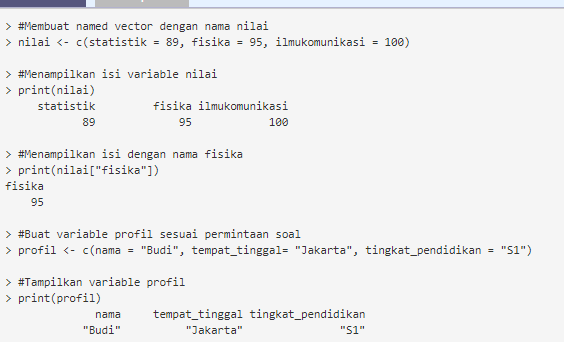 > #Membuat named vector dengan nama nilai
> nilai <- c(statistik = 89, fisika = 95, ilmukomunikasi = 100)
> #Menampilkan isi variable nilai
> print(nilai)
statistik fisika ilmukomunikasi
89 95 100
> #Menampilkan isi dengan nama fisika
> print(nilai["fisika"])
fisika
95
> #Buat variable profil sesuai permintaan soal
> profil <- c(nama = "Budi", tempat_tinggal= "Jakarta", tingkat_pendidikan = "S1")
> #Tampilkan variable profil
> print(profil)
nama tempat_tinggal tingkat_pendidikan
"Budi" "Jakarta" "S1"